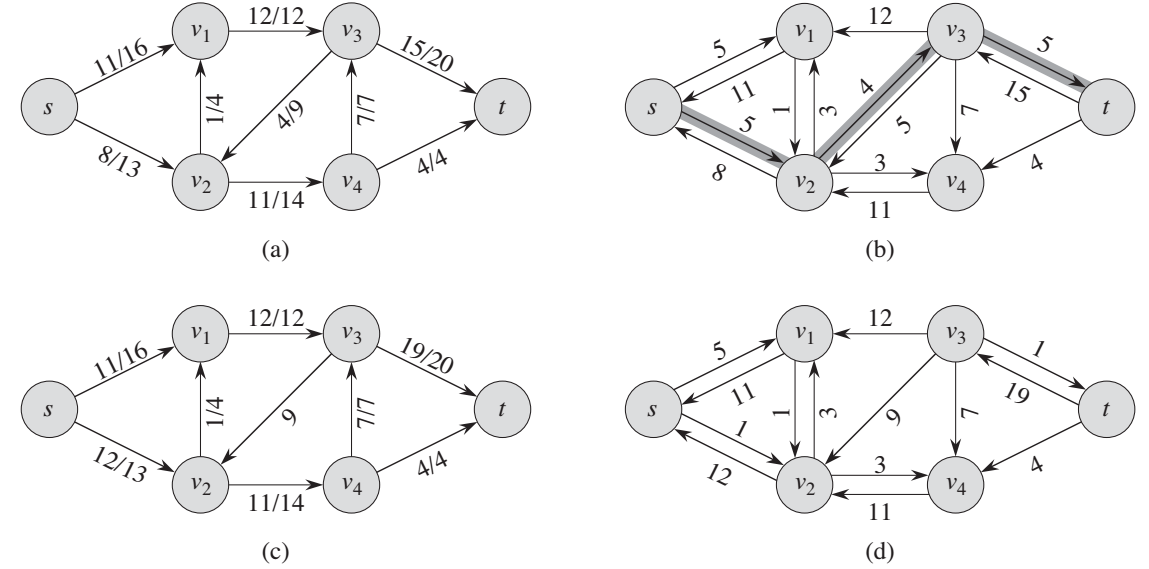 12/12
v1 v3
11/16 15/20
s 1/4 4/9 7/7 t
8/13 4/4
v2 v4
11/14
(a)
12
v1 v3
5 5
11 4 15
s 1 3 5 7 t
5
8 3 4
v2 v4
11
(b)
12/12
v1 v3
11/16 19/20
s 1/4 9 7/7 t
12/13 4/4
v2 v4
11/14
(c)
12
v1 v3
5 1
11 19
s 1 3 9 7 t
1
12 3 4
v2 v4
11
(d)